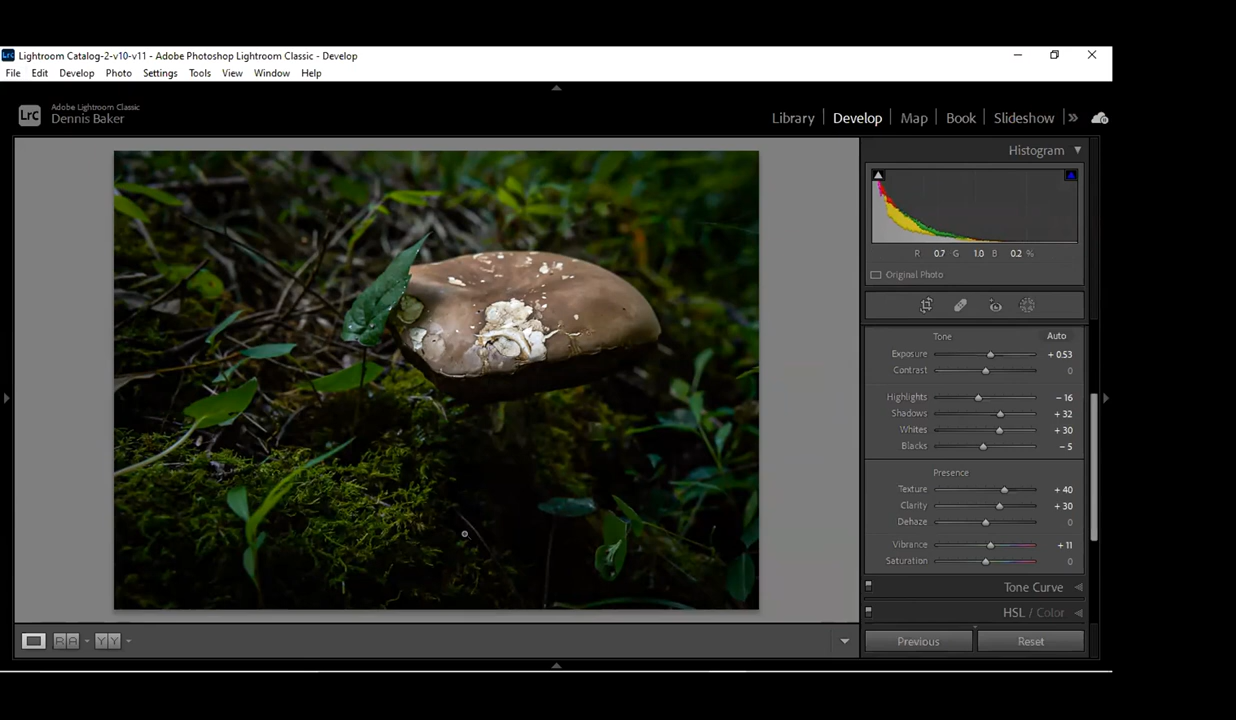 Lrc Lightroom Catalog-2-v10-v11 - Adobe Photoshop Lightroom Classic - Develop
File Edit Develop Photo Settings Tools View Window Help
Lrc Adobe Lightroom Classic
Dennis Baker
Library Develop Map Book Slideshow »
Histogram
R 0.7 G 1.0 B 0.2 %
Original Photo
Tone Auto
Exposure + 0.53
Contrast 0
Highlights – 16
Shadows + 32
Whites + 30
Blacks – 5
Presence
Texture + 40
Clarity + 30
Dehaze 0
Vibrance + 11
Saturation 0
Tone Curve
HSL / Color
R A Y Y Previous Reset